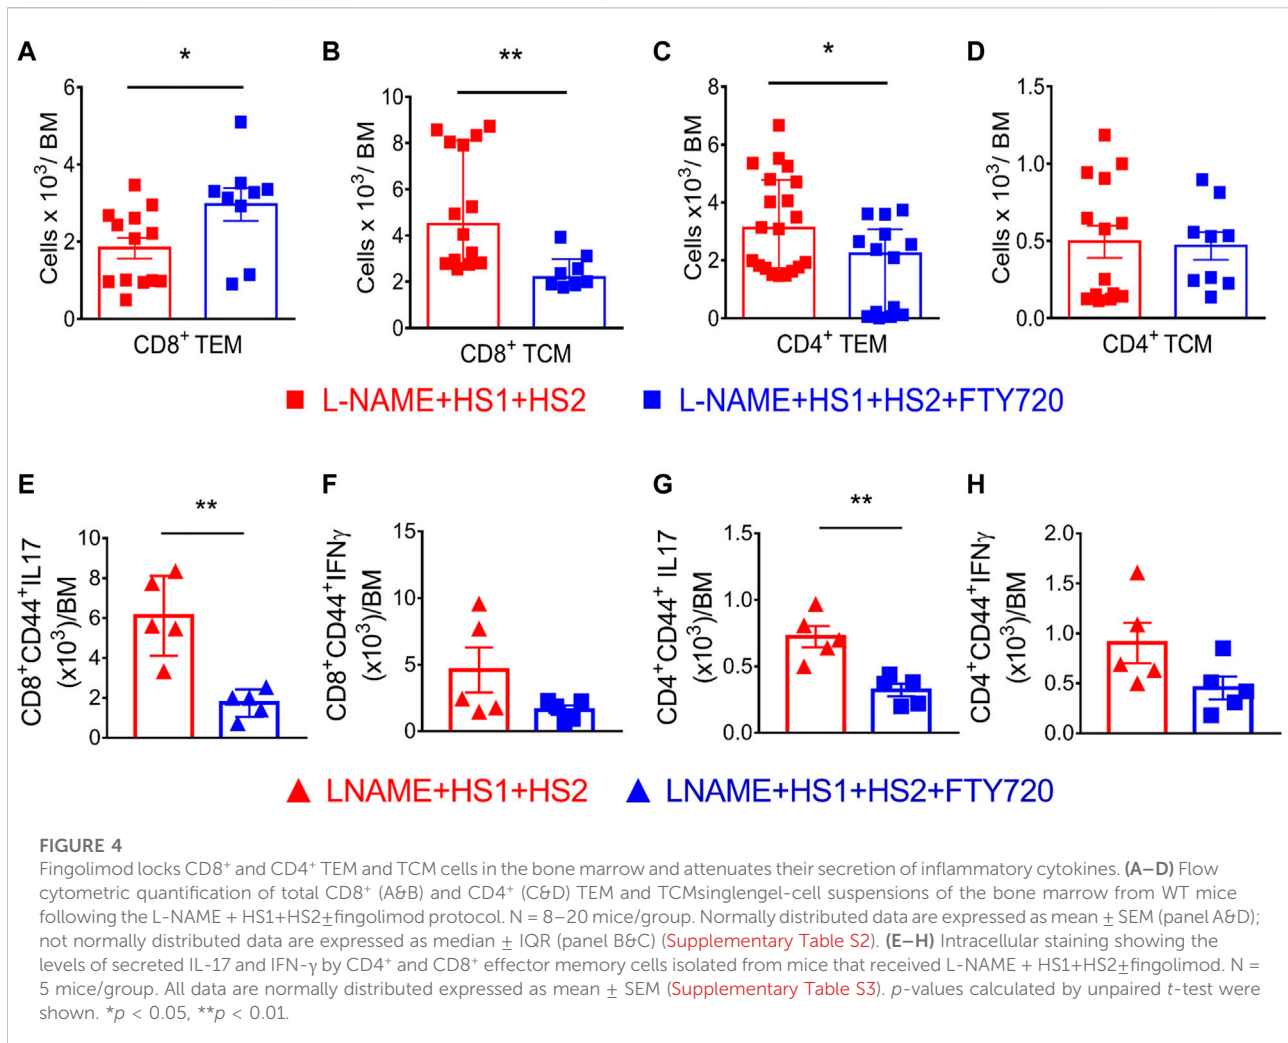 A
*
6
4
2
0
Cells x 10³/ BM
CD8⁺ TEM
B
**
10
8
6
4
2
0
Cells x 10³/ BM
CD8⁺ TCM
C
*
8
6
4
2
0
Cells x 10³/ BM
CD4⁺ TEM
D
1.5
1.0
0.5
0.0
Cells x 10³/ BM
CD4⁺ TCM
L-NAME+HS1+HS2
L-NAME+HS1+HS2+FTY720
E
**
10
8
6
4
2
0
CD8⁺CD44⁺IL17
(x10³)/BM
F
15
10
5
0
CD8⁺CD44⁺IFNγ
(x10³)/BM
G
**
1.5
1.0
0.5
0.0
CD4⁺CD44⁺ IL17
(x10³)/BM
H
2.0
1.5
1.0
0.5
0.0
CD4⁺CD44⁺IFNγ
(x10³)/BM
LNAME+HS1+HS2
LNAME+HS1+HS2+FTY720
FIGURE 4
Fingolimod locks CD8⁺ and CD4⁺ TEM and TCM cells in the bone marrow and attenuates their secretion of inflammatory cytokines. (A–D) Flow
cytometric quantification of total CD8⁺ (A&B) and CD4⁺ (C&D) TEM and TCMsinglengel-cell suspensions of the bone marrow from WT mice
following the L-NAME + HS1+HS2±fingolimod protocol. N = 8–20 mice/group. Normally distributed data are expressed as mean ± SEM (panel A&D);
not normally distributed data are expressed as median ± IQR (panel B&C) (Supplementary Table S2). (E–H) Intracellular staining showing the
levels of secreted IL-17 and IFN-γ by CD4⁺ and CD8⁺ effector memory cells isolated from mice that received L-NAME + HS1+HS2±fingolimod. N =
5 mice/group. All data are normally distributed expressed as mean ± SEM (Supplementary Table S3). p-values calculated by unpaired t-test were
shown. *p < 0.05, **p < 0.01.